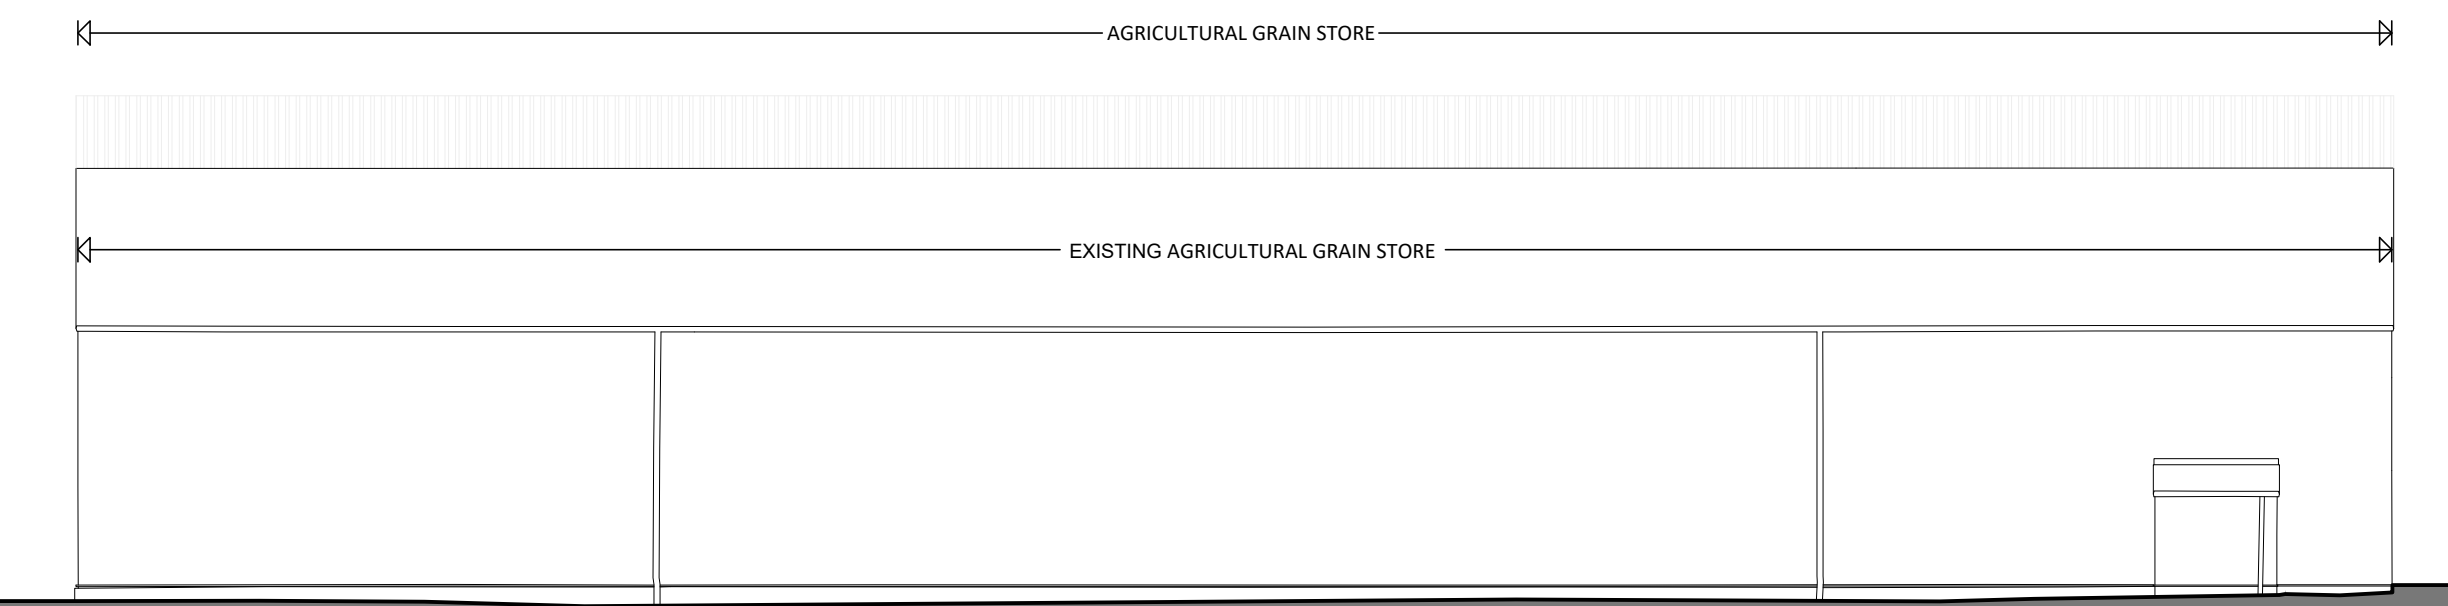 AGRICULTURAL GRAIN STORE
EXISTING AGRICULTURAL GRAIN STORE